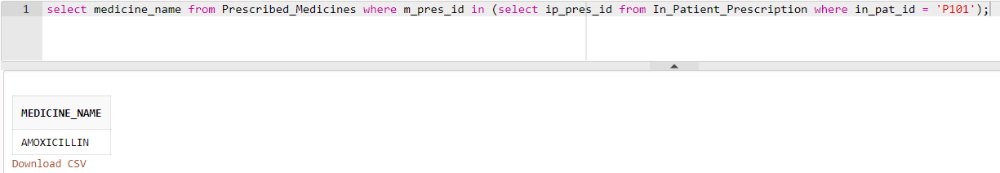 1 select medicine_name from Prescribed_Medicines where m_pres_id in (select ip_pres_id from In_Patient_Prescription where in_pat_id = 'P101');
MEDICINE_NAME
AMOXICILLIN
Download CSV